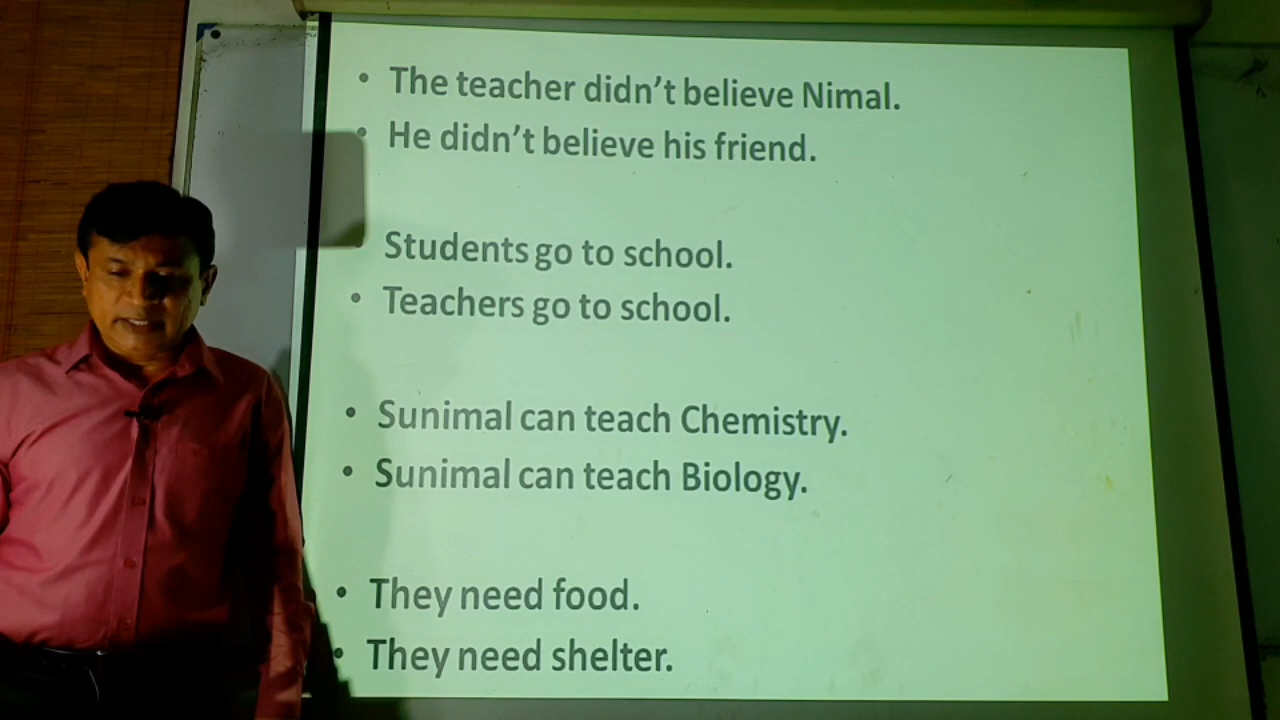 • The teacher didn't believe Nimal.
• He didn't believe his friend.
Students go to school.
• Teachers go to school.
• Sunimal can teach Chemistry.
• Sunimal can teach Biology.
• They need food.
• They need shelter.